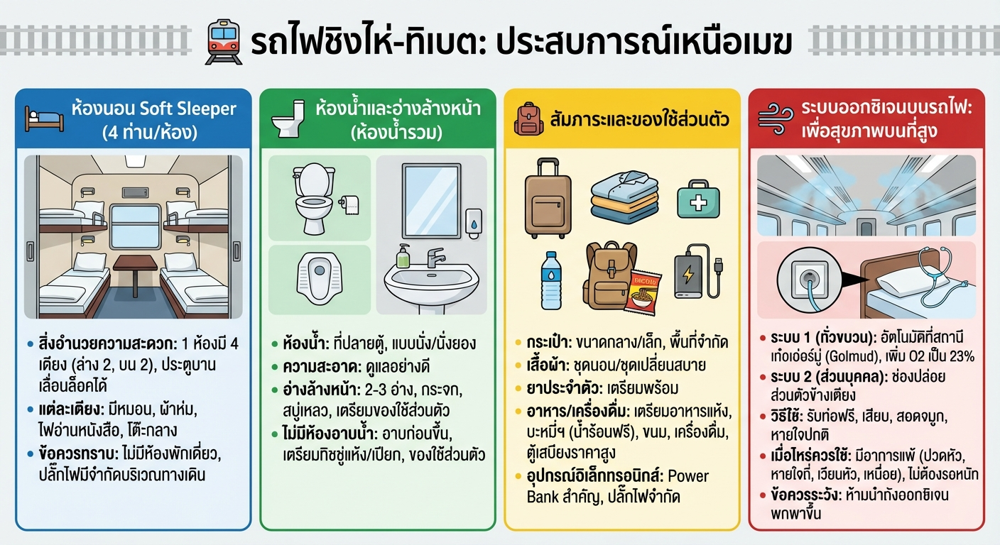 รถไฟชิงไห่-ทิเบต: ประสบการณ์เหนือเมฆ
ห้องนอน Soft Sleeper
(4 ท่าน/ห้อง)
• สิ่งอำนวยความสะดวก: 1 ห้องมี 4
เตียง (ล่าง 2, บน 2), ประตูบาน
เลื่อนล็อคได้
• แต่ละเตียง: มีหมอน, ผ้าห่ม,
ไฟอ่านหนังสือ, โต๊ะกลาง
• ข้อควรทราบ: ไม่มีห้องพักเดี่ยว,
ปลั๊กไฟมีจำกัดบริเวณทางเดิน
ห้องน้ำและอ่างล้างหน้า
(ห้องน้ำรวม)
• ห้องน้ำ: ที่ปลายตู้, แบบนั่ง/นั่งยอง
• ความสะอาด: ดูแลอย่างดี
• อ่างล้างหน้า: 2-3 อ่าง, กระจก,
สบู่เหลว, เตรียมของใช้ส่วนตัว
• ไม่มีห้องอาบน้ำ: อาบก่อนขึ้น,
เตรียมทิชชู่แห้ง/เปียก, ของใช้ส่วนตัว
สัมภาระและของใช้ส่วนตัว
• กระเป๋า: ขนาดกลาง/เล็ก, พื้นที่จำกัด
• เสื้อผ้า: ชุดนอน/ชุดเปลี่ยนสบาย
• ยาประจำตัว: เตรียมพร้อม
• อาหาร/เครื่องดื่ม: เตรียมอาหารแห้ง,
บะหมี่ฯ (น้ำร้อนฟรี), ขนม, เครื่องดื่ม,
ตู้เสบียงราคาสูง
• อุปกรณ์อิเล็กทรอนิกส์: Power
Bank สำคัญ, ปลั๊กไฟจำกัด
ระบบออกซิเจนบนรถไฟ:
เพื่อสุขภาพบนที่สูง
• ระบบ 1 (ทั่วขบวน): อัตโนมัติที่สถานี
เก๋อเอ่อร์มู่ (Golmud), เพิ่ม O2 เป็น 23%
• ระบบ 2 (ส่วนบุคคล): ช่องปล่อย
ส่วนตัวข้างเตียง
• วิธีใช้: รับท่อฟรี, เสียบ, สอดจมูก,
หายใจปกติ
• เมื่อไหร่ควรใช้: มีอาการแพ้ (ปวดหัว,
หายใจถี่, เวียนหัว, เหนื่อย), ไม่ต้องรอหนัก
• ข้อควรระวัง: ห้ามนำถังออกซิเจน
พกพาขึ้น